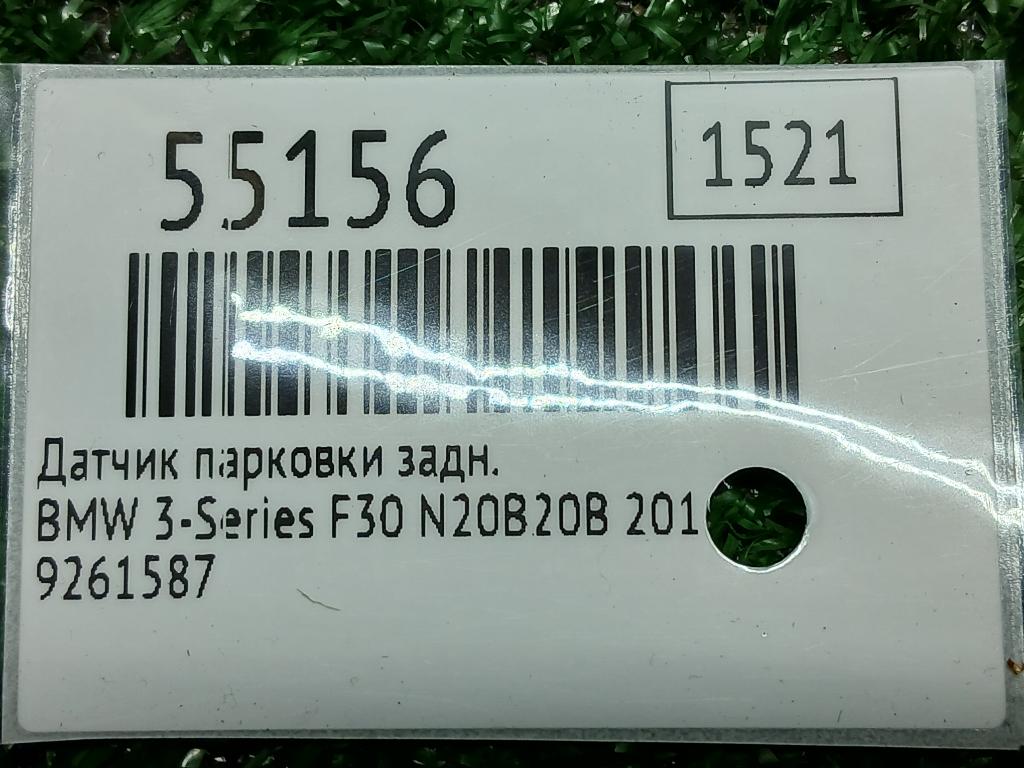 55156
1521
Датчик парковки задн.
BMW 3-Series F30 N20B20B 201
9261587